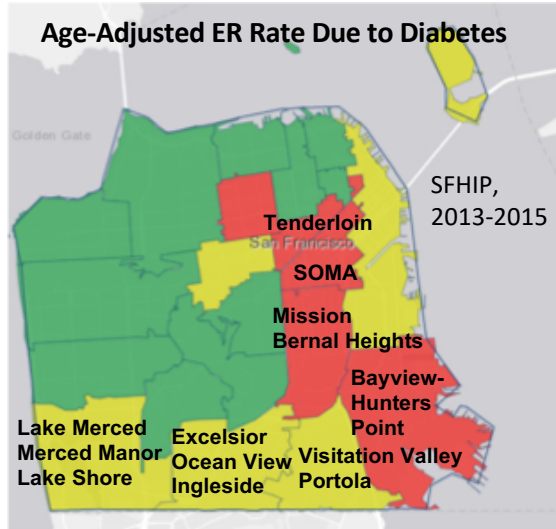 Age-Adjusted ER Rate Due to Diabetes
Golden Gate
SFHIP,
2013-2015
Tenderloin
San Francisco
SOMA
Mission
Bernal Heights
Bayview-
Hunters
Point
Lake Merced
Merced Manor
Lake Shore
Excelsior
Ocean View
Ingleside
Visitation Valley
Portola